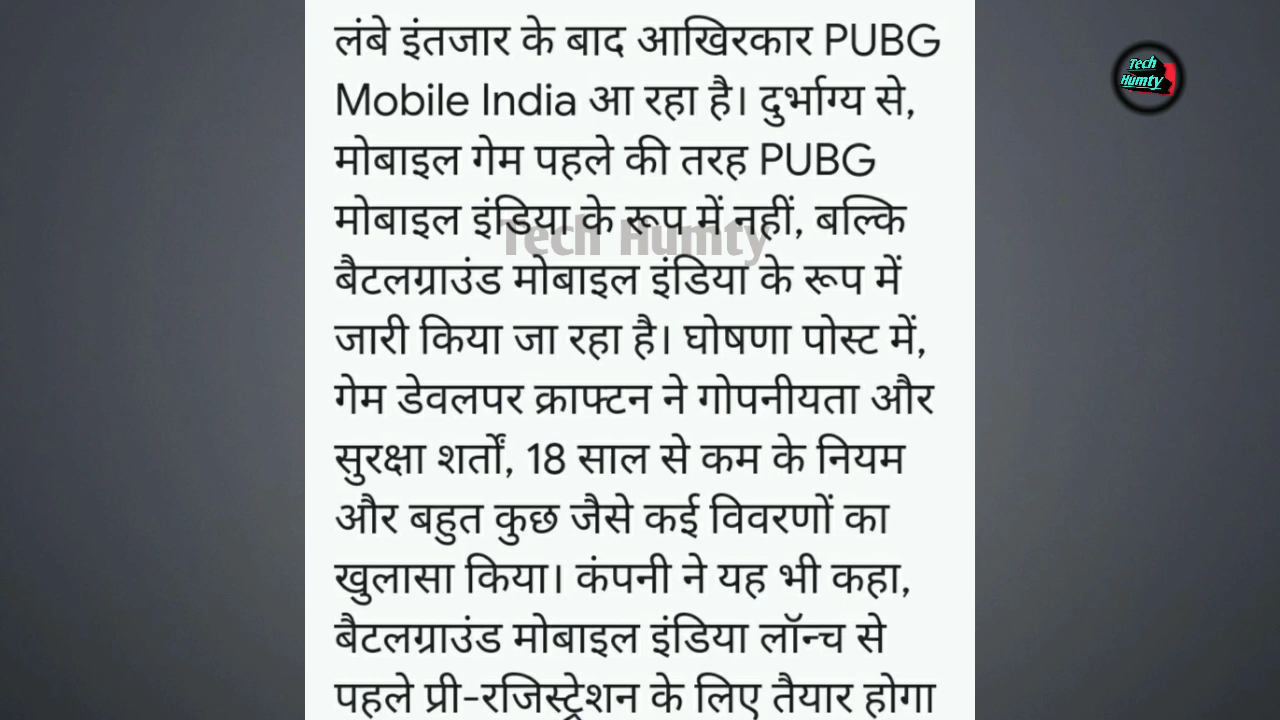 लंबे इंतजार के बाद आखिरकार PUBG
Mobile India आ रहा है। दुर्भाग्य से,
मोबाइल गेम पहले की तरह PUBG
मोबाइल इंडिया के रूप में नहीं, बल्कि
Tech Humty
बैटलग्राउंड मोबाइल इंडिया के रूप में
जारी किया जा रहा है। घोषणा पोस्ट में,
गेम डेवलपर क्राफ्टन ने गोपनीयता और
सुरक्षा शर्तों, 18 साल से कम के नियम
और बहुत कुछ जैसे कई विवरणों का
खुलासा किया। कंपनी ने यह भी कहा,
बैटलग्राउंड मोबाइल इंडिया लॉन्च से
पहले प्री-रजिस्ट्रेशन के लिए तैयार होगा
Tech
Humty